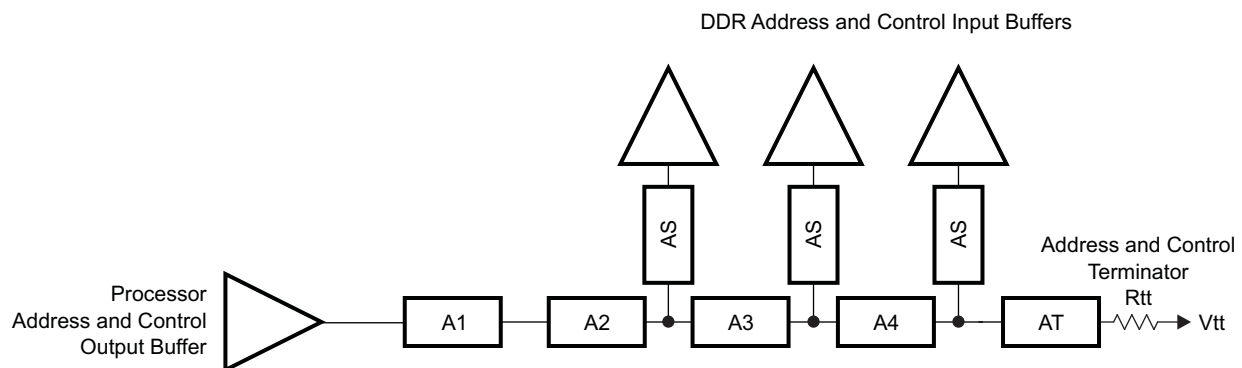 DDR Address and Control Input Buffers
AS
AS
AS
Address and Control
Terminator
Rtt
Processor
Address and Control
Output Buffer
A1
A2
A3
A4
AT
Vtt